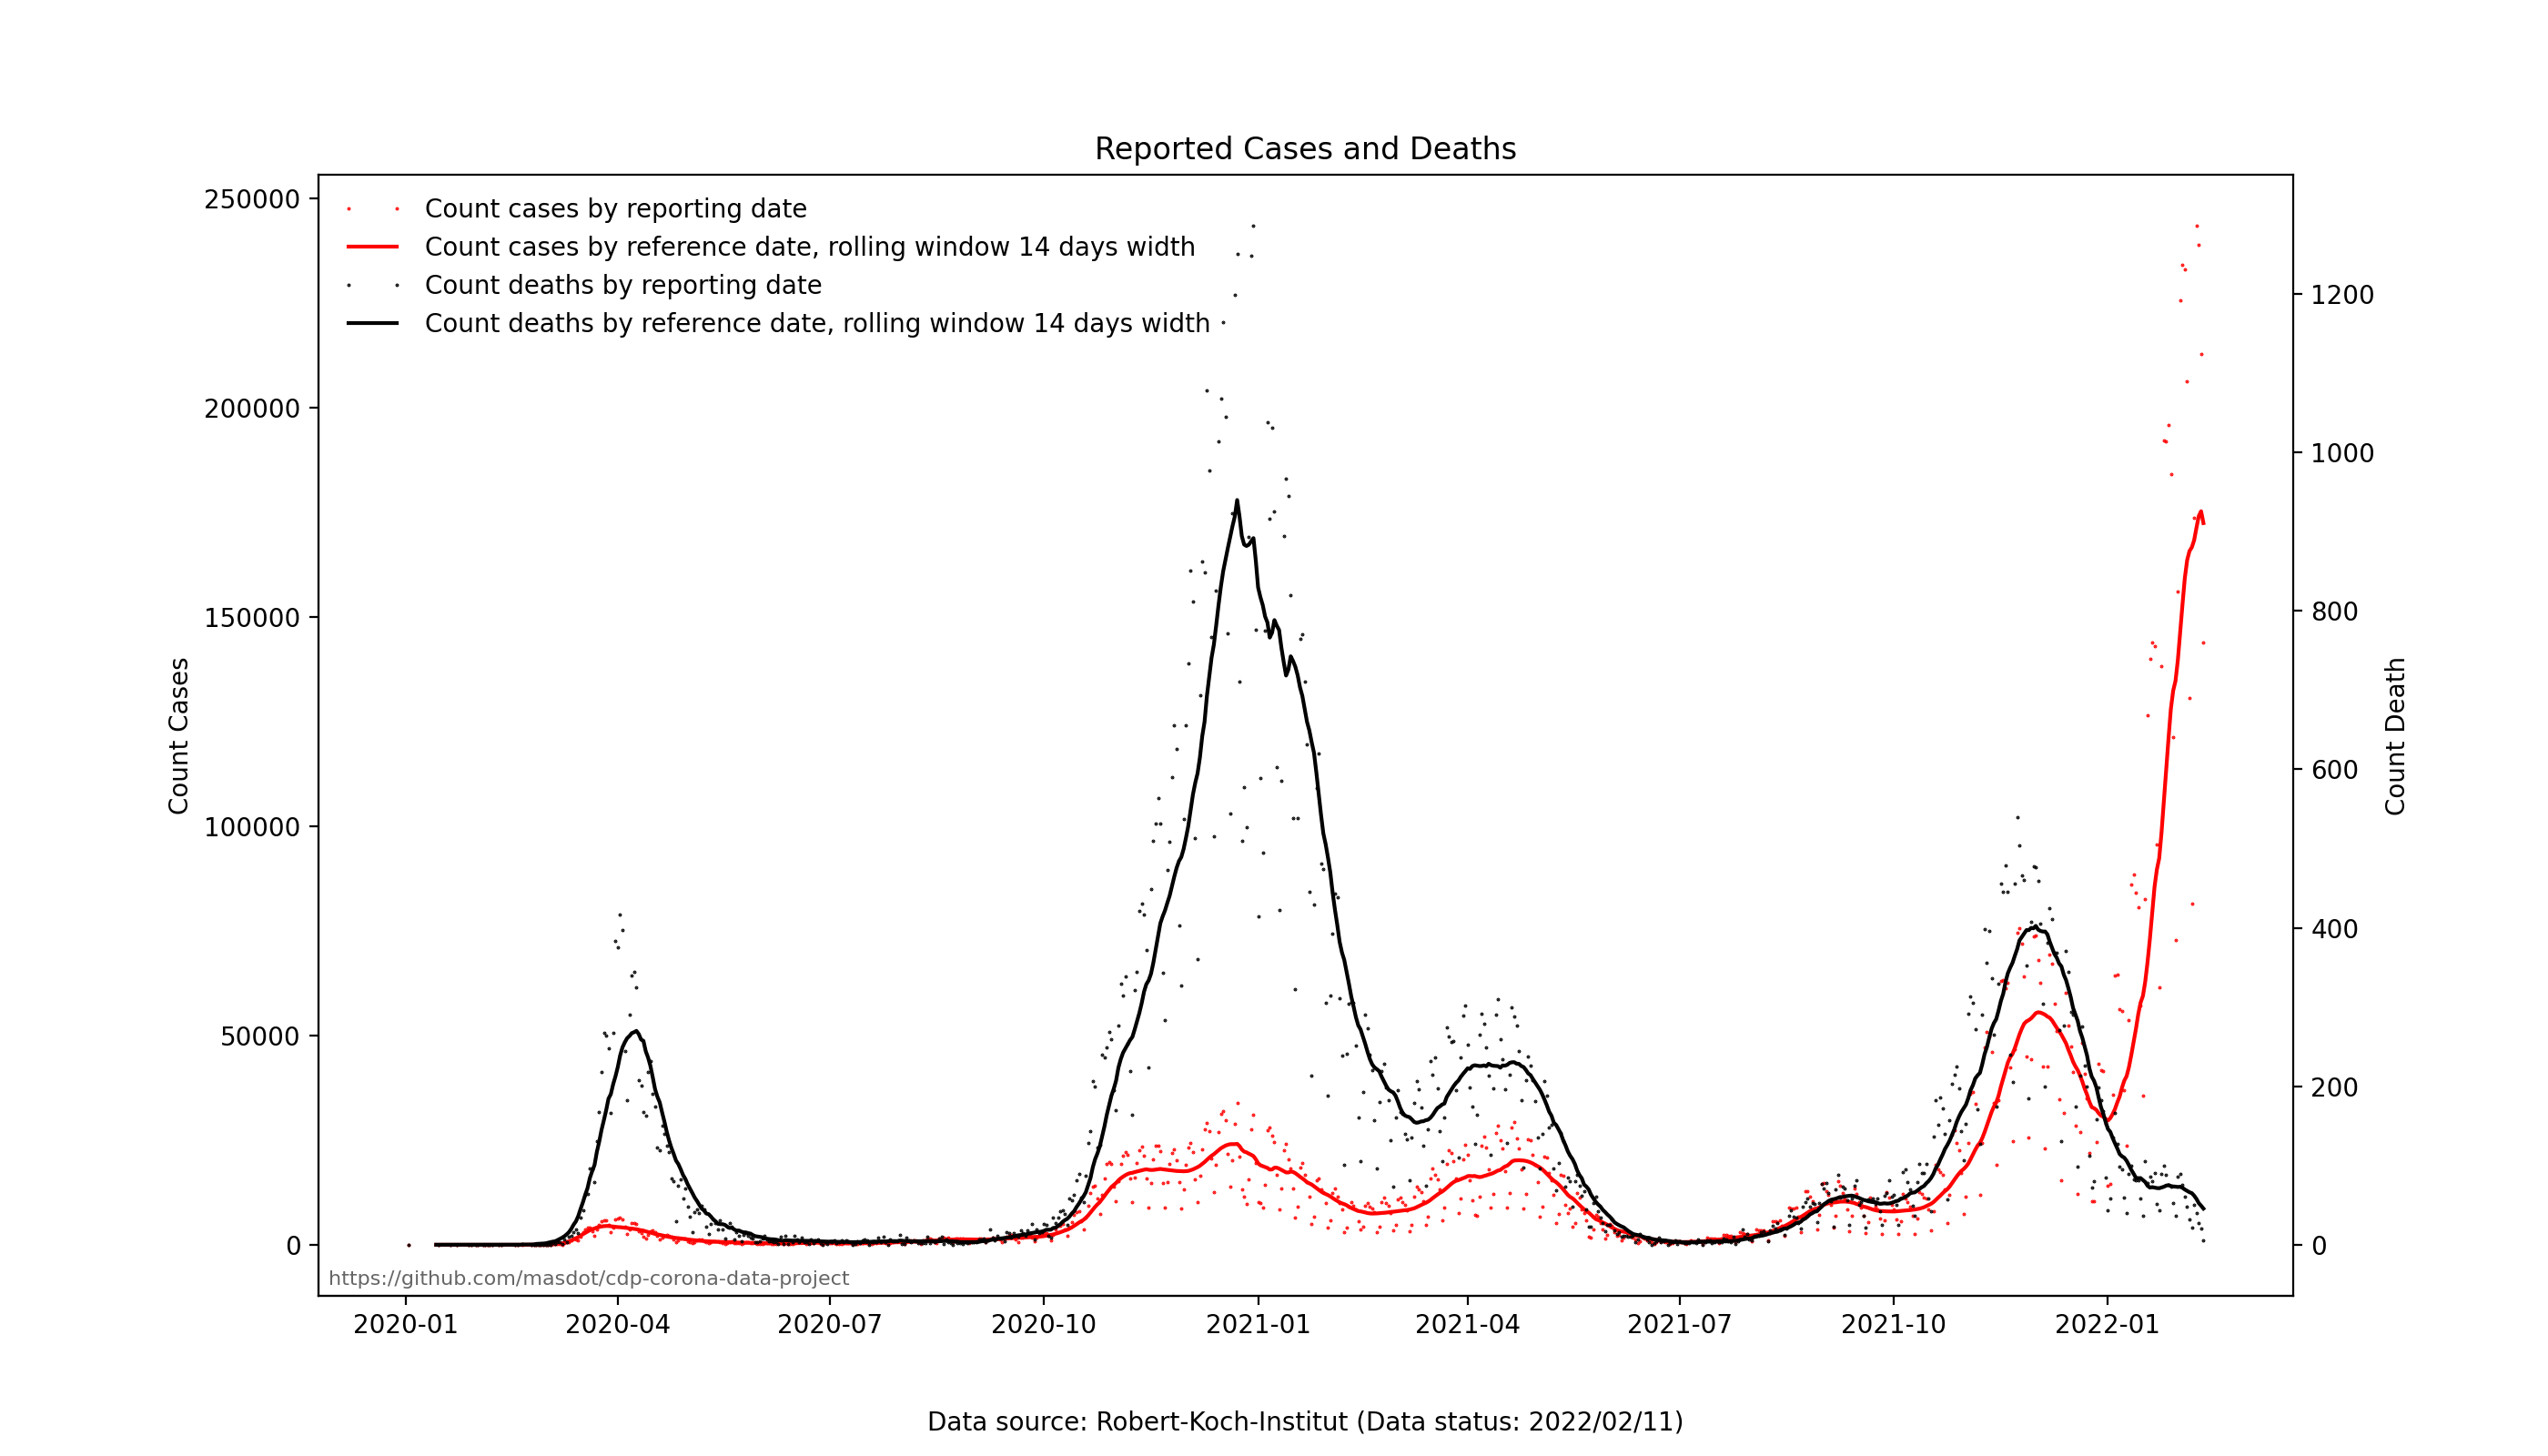 Reported Cases and Deaths
Count cases by reporting date
Count cases by reference date, rolling window 14 days width
Count deaths by reporting date
Count deaths by reference date, rolling window 14 days width
250000
200000
150000
100000
50000
0
Count Cases
1200
1000
800
600
400
200
0
Count Death
https://github.com/masdot/cdp-corona-data-project
2020-01 2020-04 2020-07 2020-10 2021-01 2021-04 2021-07 2021-10 2022-01
Data source: Robert-Koch-Institut (Data status: 2022/02/11)